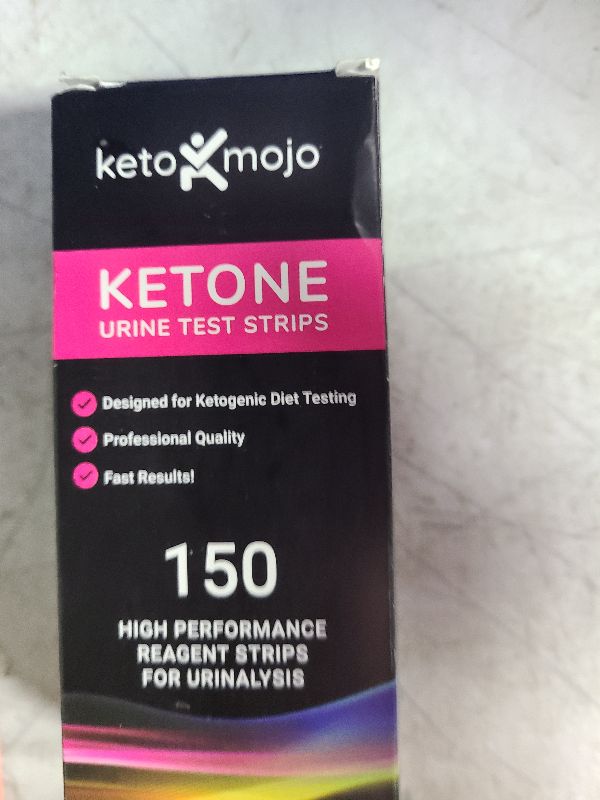 keto mojo
KETONE
URINE TEST STRIPS
Designed for Ketogenic Diet Testing
Professional Quality
Fast Results!
150
HIGH PERFORMANCE
REAGENT STRIPS
FOR URINALYSIS